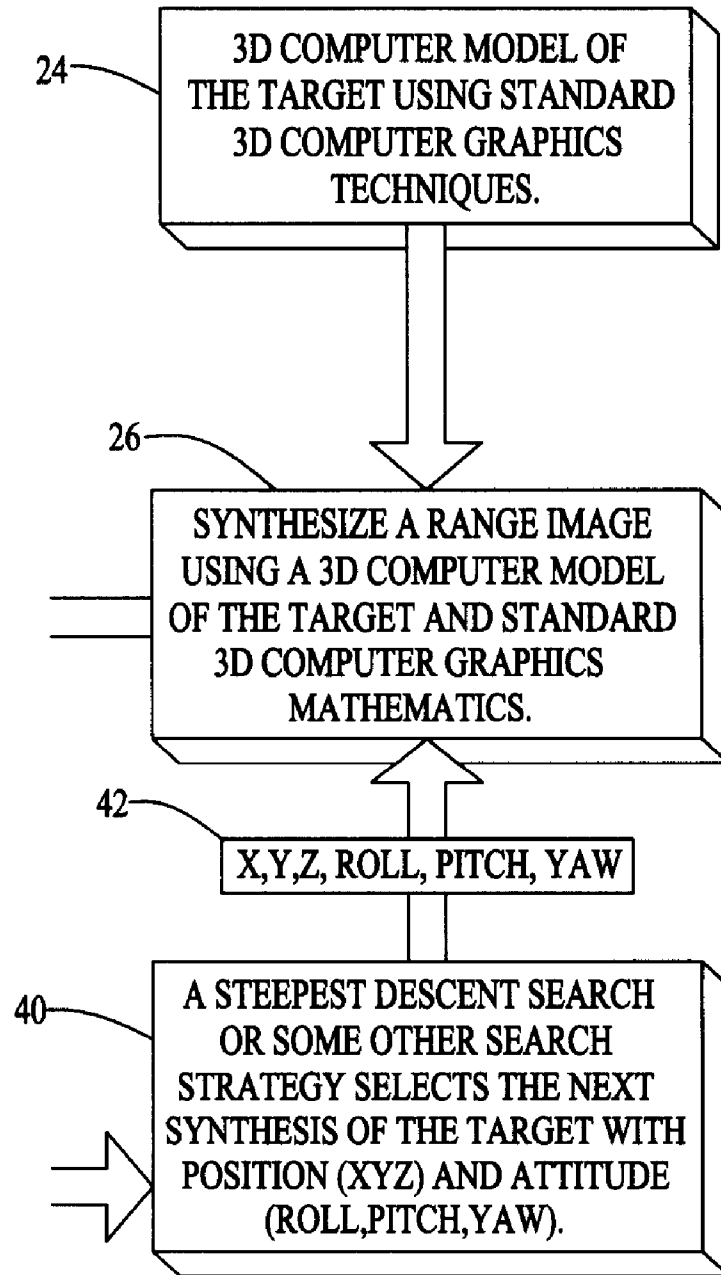 24
3D COMPUTER MODEL OF
THE TARGET USING STANDARD
3D COMPUTER GRAPHICS
TECHNIQUES.
26
SYNTHESIZE A RANGE IMAGE
USING A 3D COMPUTER MODEL
OF THE TARGET AND STANDARD
3D COMPUTER GRAPHICS
MATHEMATICS.
42
X,Y,Z, ROLL, PITCH, YAW
40
A STEEPEST DESCENT SEARCH
OR SOME OTHER SEARCH
STRATEGY SELECTS THE NEXT
SYNTHESIS OF THE TARGET WITH
POSITION (XYZ) AND ATTITUDE
(ROLL,PITCH,YAW).